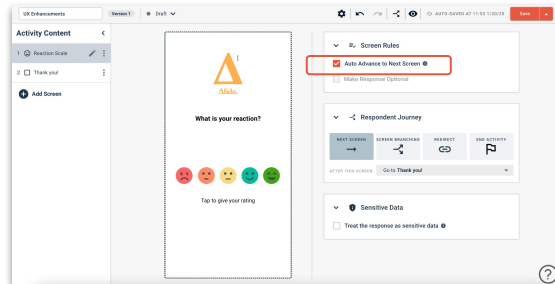 UX Enhancements
Version 1
Draft
AUTO-SAVED AT 11:03 1/20/25
Save
Activity Content
1 Reaction Scale
2 Thank you!
Add Screen
Alida.
What is your reaction?
Tap to give your rating
Screen Rules
Auto Advance to Next Screen
Make Response Optional
Respondent Journey
NEXT SCREEN
SCREEN BRANCHING
REDIRECT
END ACTIVITY
AFTER THIS SCREEN
Go to Thank you!
Sensitive Data
Treat the response as sensitive data